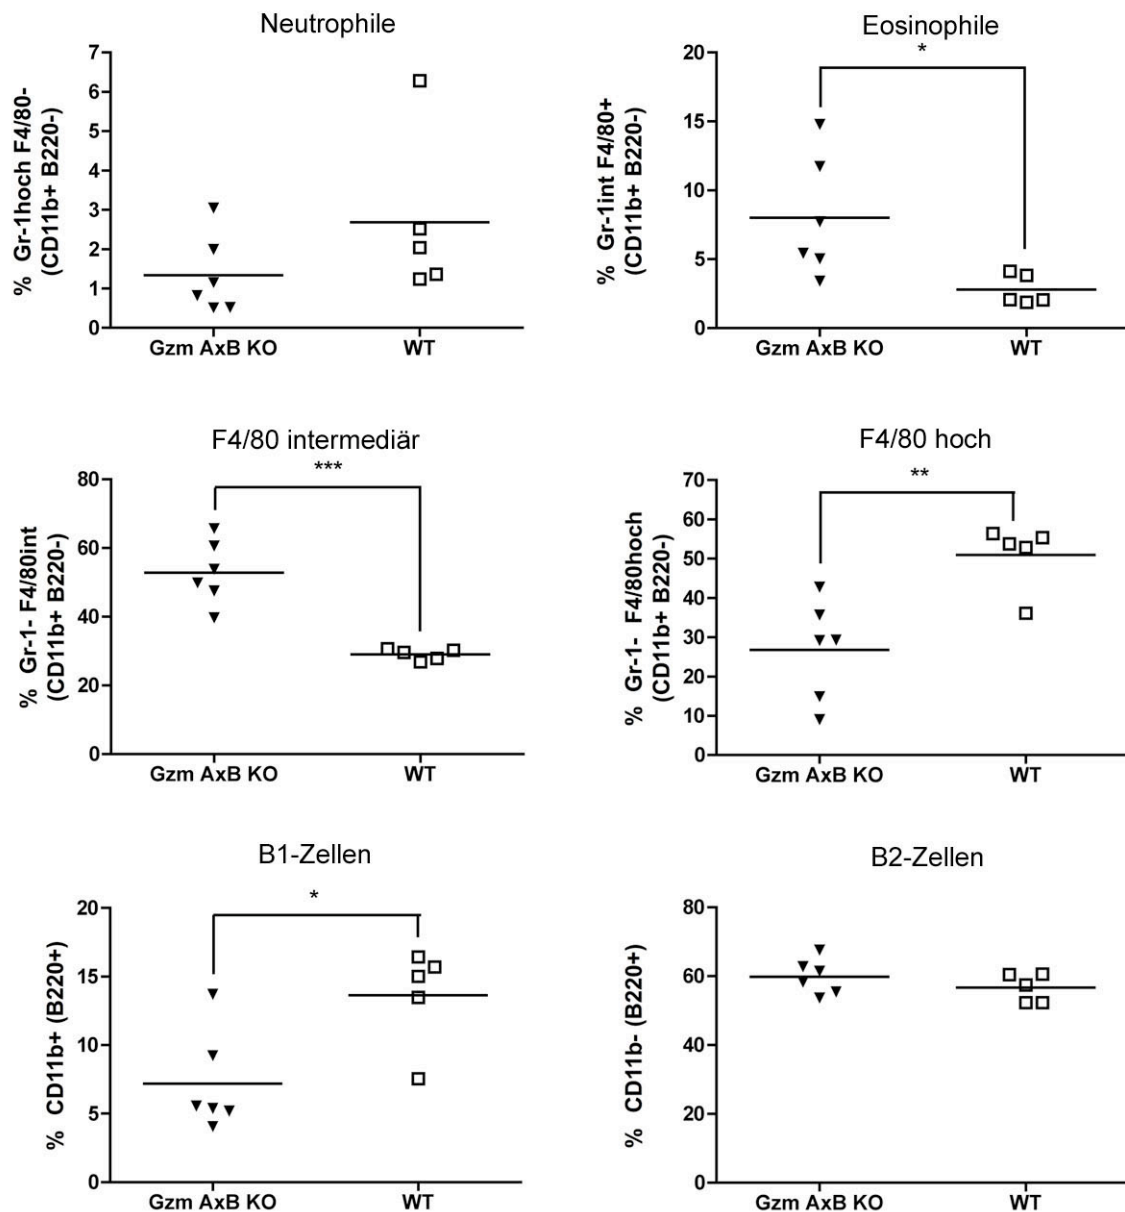 Neutrophile
% Gr-1hoch F4/80-
(CD11b+ B220-)
7
6
5
4
3
2
1
0
Gzm AxB KO
WT
Eosinophile
*
% Gr-1int F4/80+
(CD11b+ B220-)
20
15
10
5
0
Gzm AxB KO
WT
F4/80 intermediär
***
% Gr-1- F4/80int
(CD11b+ B220-)
80
60
40
20
0
Gzm AxB KO
WT
F4/80 hoch
**
% Gr-1- F4/80hoch
(CD11b+ B220-)
70
60
50
40
30
20
10
0
Gzm AxB KO
WT
B1-Zellen
*
% CD11b+ (B220+)
20
15
10
5
0
Gzm AxB KO
WT
B2-Zellen
% CD11b- (B220+)
80
60
40
20
0
Gzm AxB KO
WT